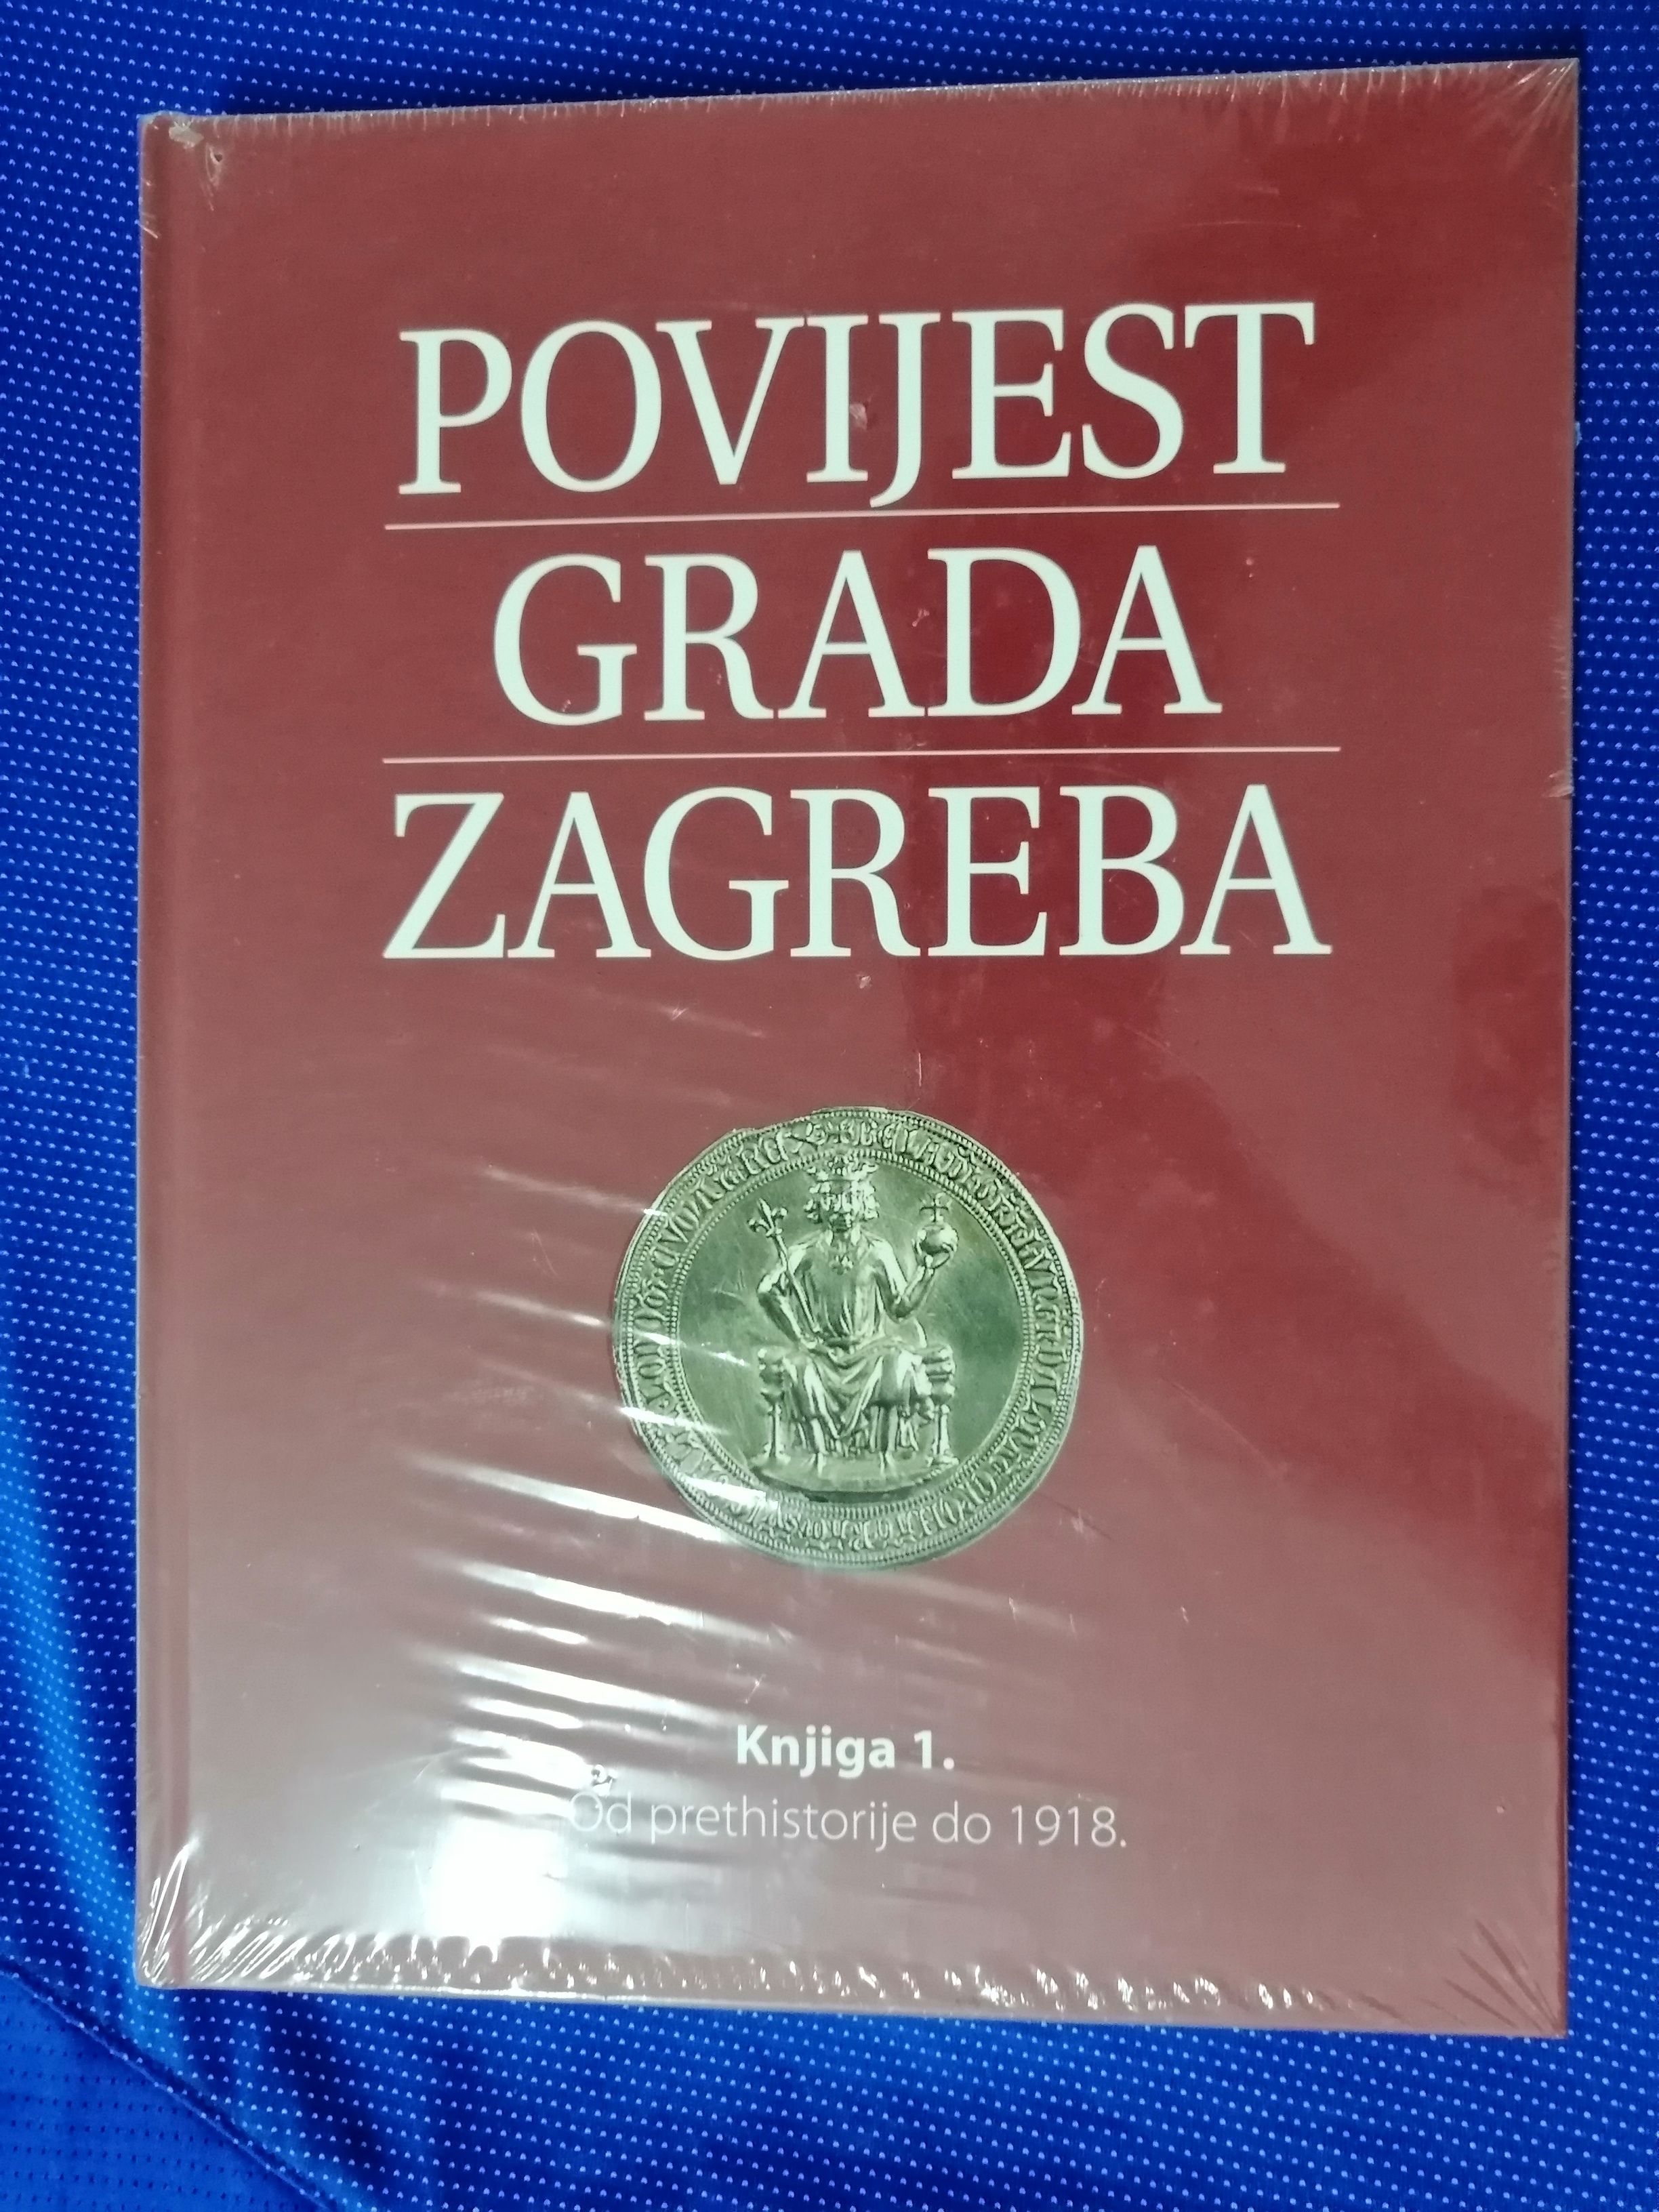 POVIJEST
GRADA
ZAGREBA
Knjiga 1.
Od prethistorije do 1918.